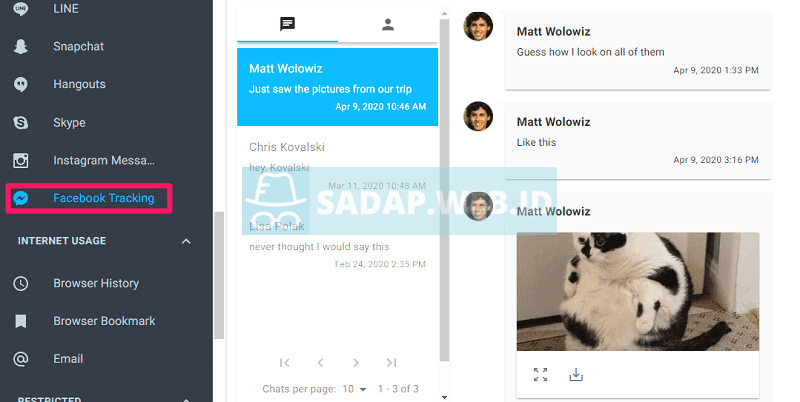 LINE
Snapchat
Hangouts
Skype
Instagram Messa...
Facebook Tracking
INTERNET USAGE
Browser History
Browser Bookmark
Email
RESTRICTED
Matt Wolowiz
Just saw the pictures from our trip
Apr 9, 2020 10:46 AM
Chris Kovalski
hey, Kovalski
Mar 11, 2020 10:48 AM
Lisa Polak
never thought I would say this
Feb 24, 2020 2:35 PM
Chats per page: 10
1 - 3 of 3
SADAP.WEB.ID
Matt Wolowiz
Guess how I look on all of them
Apr 9, 2020 1:33 PM
Matt Wolowiz
Like this
Apr 9, 2020 3:16 PM
Matt Wolowiz